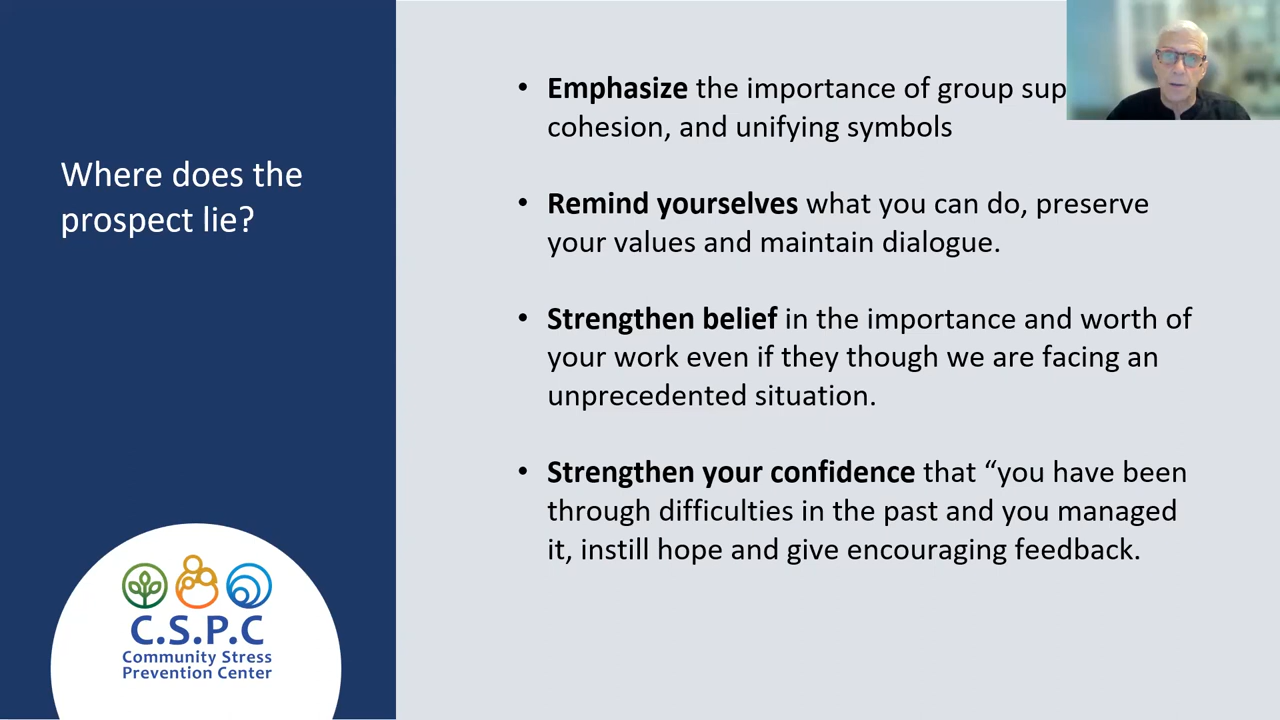 Where does the
prospect lie?
• Emphasize the importance of group
cohesion, and unifying symbols
• Remind yourselves what you can do, preserve
your values and maintain dialogue.
• Strengthen belief in the importance and worth of
your work even if they though we are facing an
unprecedented situation.
• Strengthen your confidence that “you have been
through difficulties in the past and you managed
it, instill hope and give encouraging feedback.
C.S.P.C
Community Stress
Prevention Center